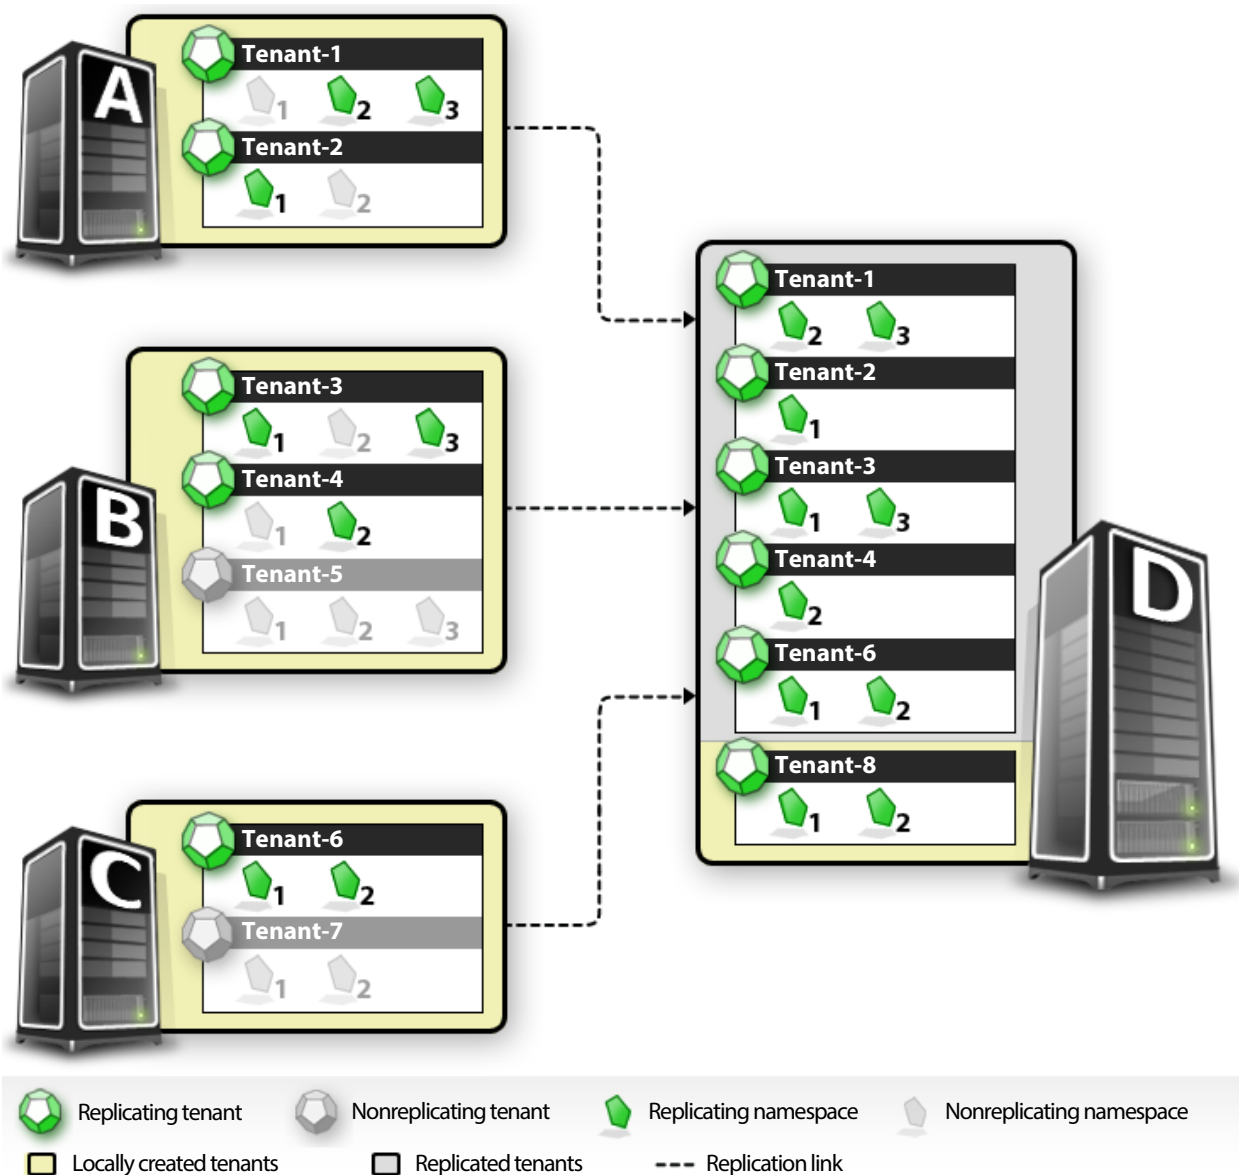 A
Tenant-1
1 2 3
Tenant-2
1 2
B
Tenant-3
1 2 3
Tenant-4
1 2
Tenant-5
1 2 3
C
Tenant-6
1 2
Tenant-7
1 2
D
Tenant-1
2 3
Tenant-2
1
Tenant-3
1 3
Tenant-4
2
Tenant-6
1 2
Tenant-8
1 2
Replicating tenant
Nonreplicating tenant
Replicating namespace
Nonreplicating namespace
Locally created tenants
Replicated tenants
Replication link